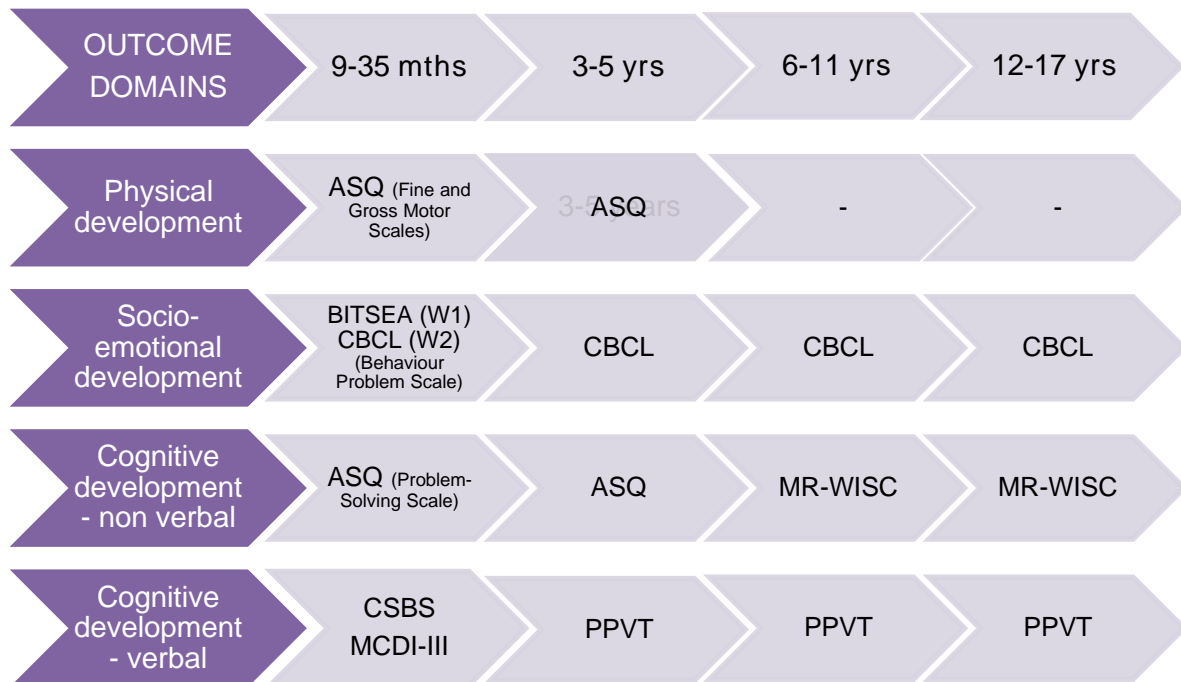 OUTCOME
DOMAINS
9-35 mths
3-5 yrs
6-11 yrs
12-17 yrs
Physical
development
ASQ (Fine and
Gross Motor
Scales)
3-5 years
ASQ
-
-
Socio-
emotional
development
BITSEA (W1)
CBCL (W2)
(Behaviour
Problem Scale)
CBCL
CBCL
CBCL
Cognitive
development
- non verbal
ASQ (Problem-
Solving Scale)
ASQ
MR-WISC
MR-WISC
Cognitive
development
- verbal
CSBS
MCDI-III
PPVT
PPVT
PPVT